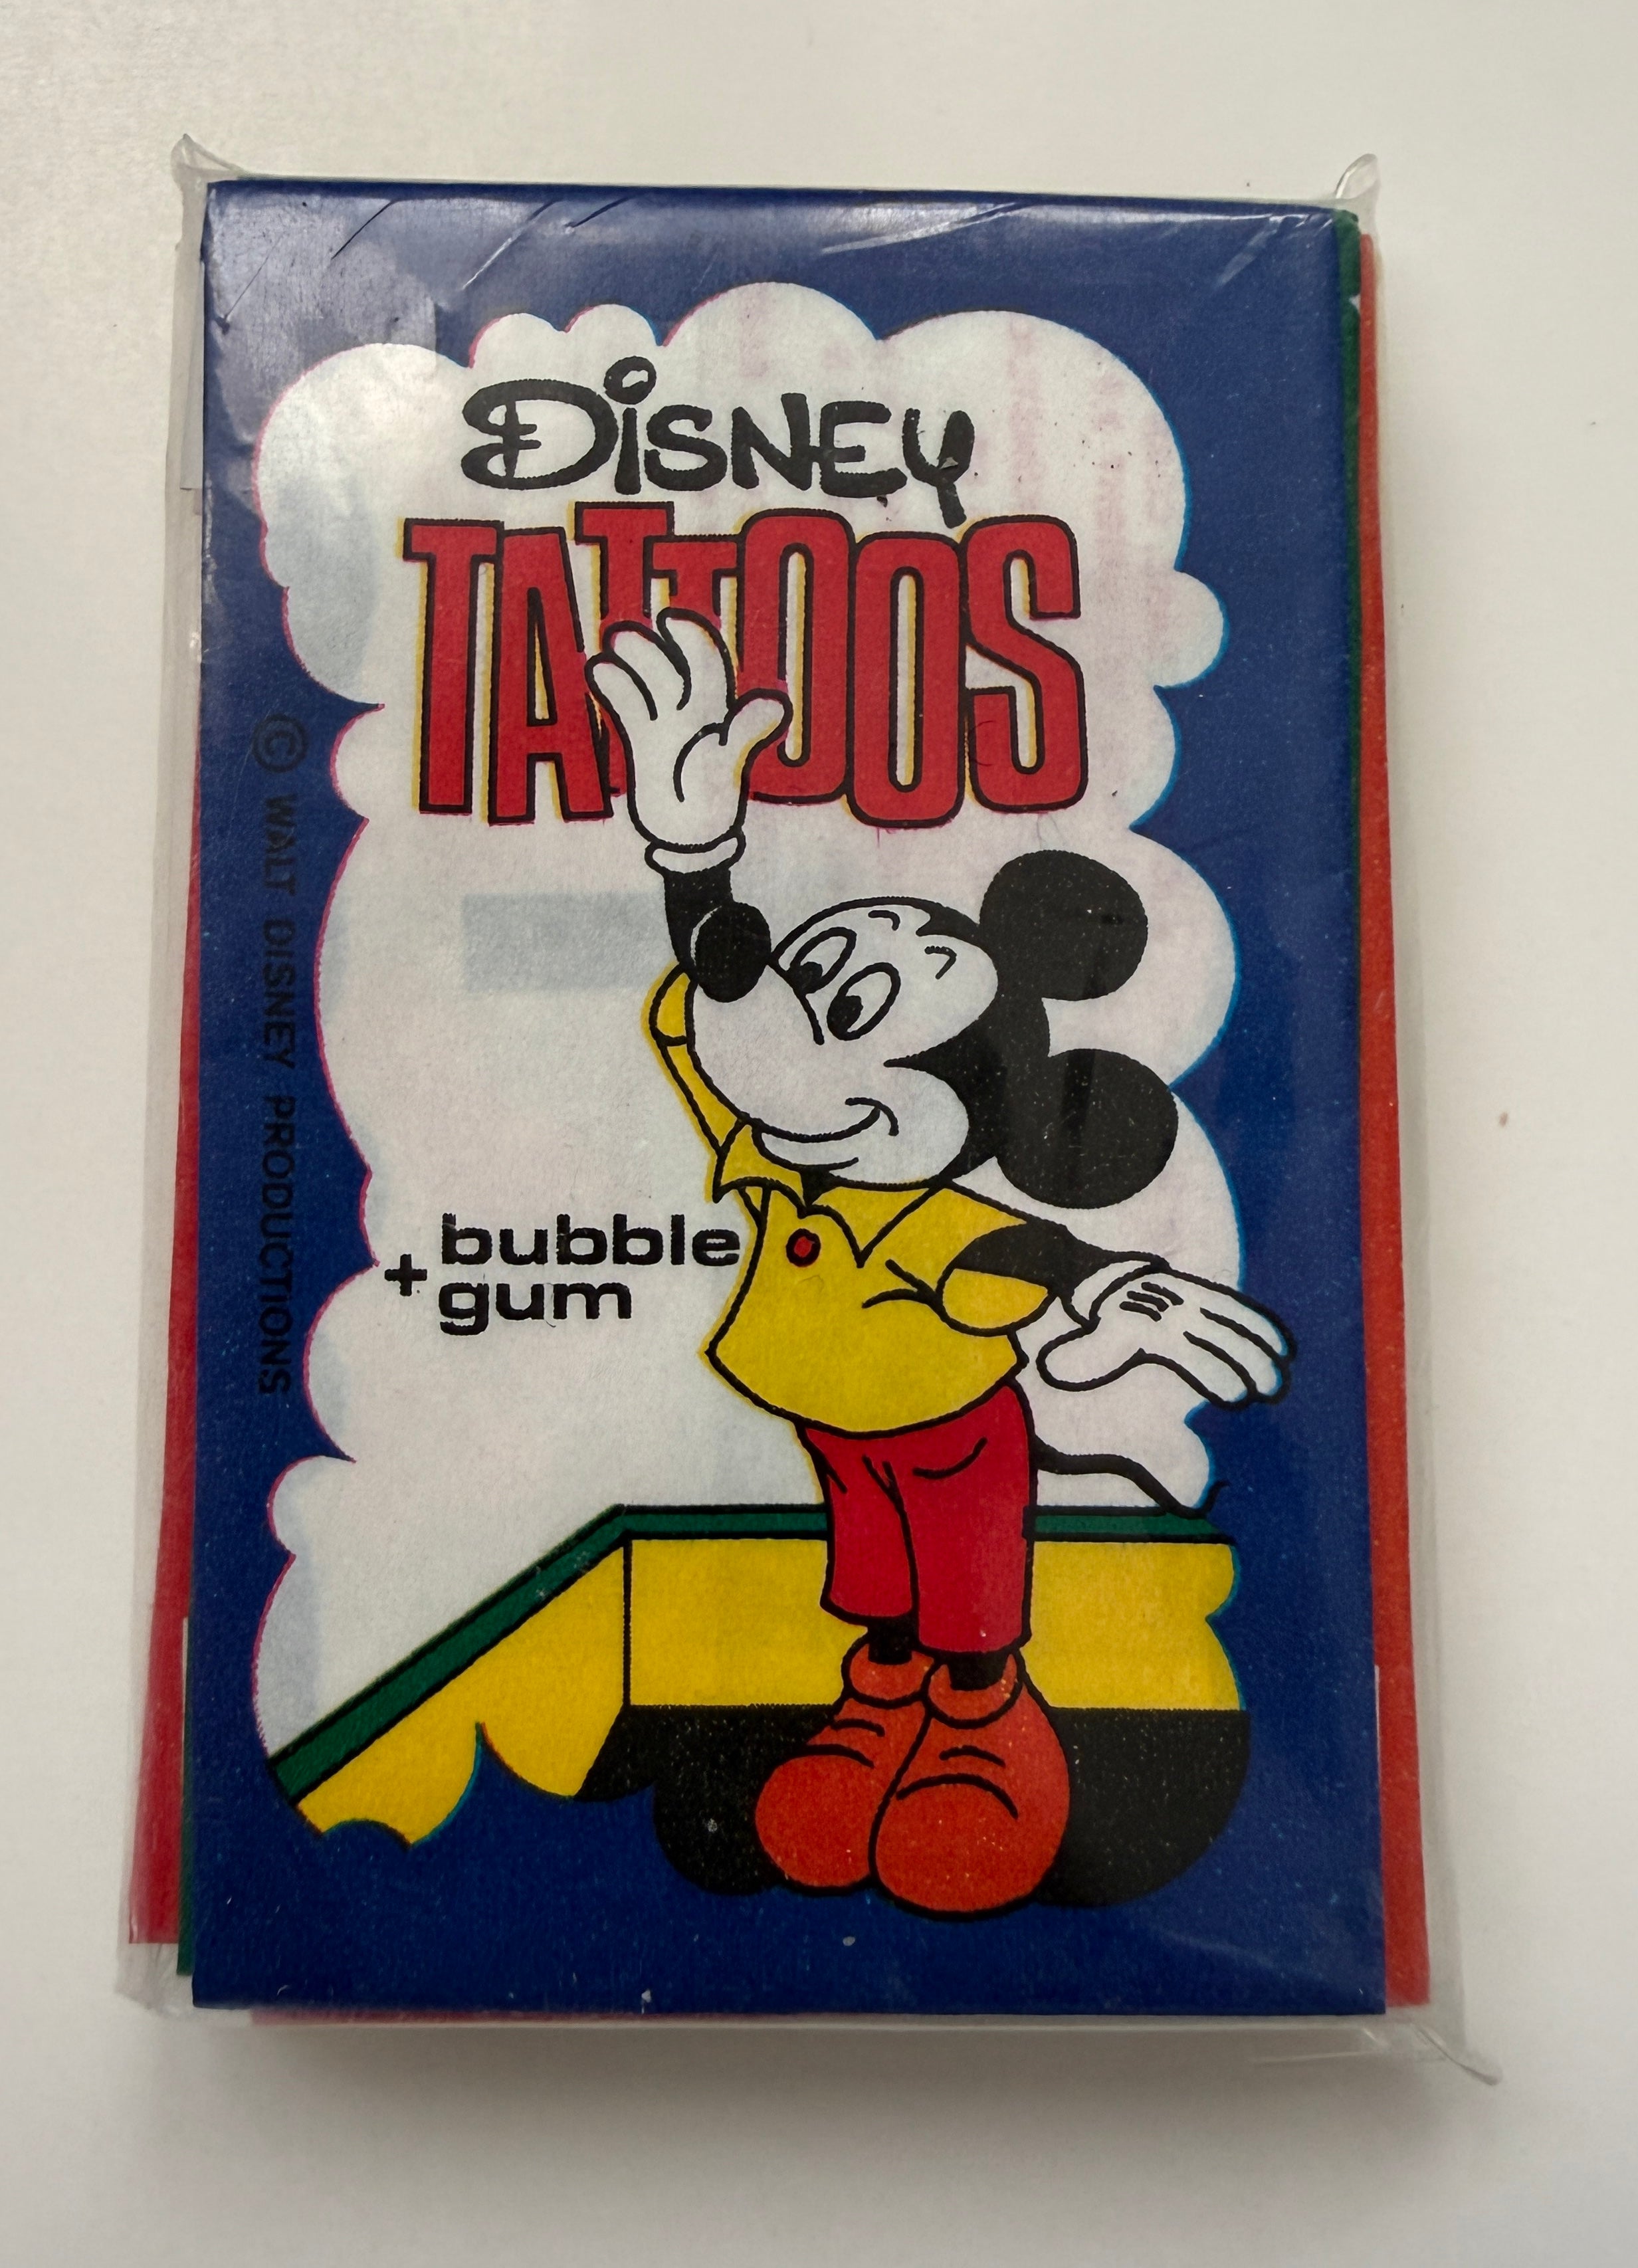 DISNEY
TATTOOS
+ bubble
gum
© WALT DISNEY PRODUCTIONS